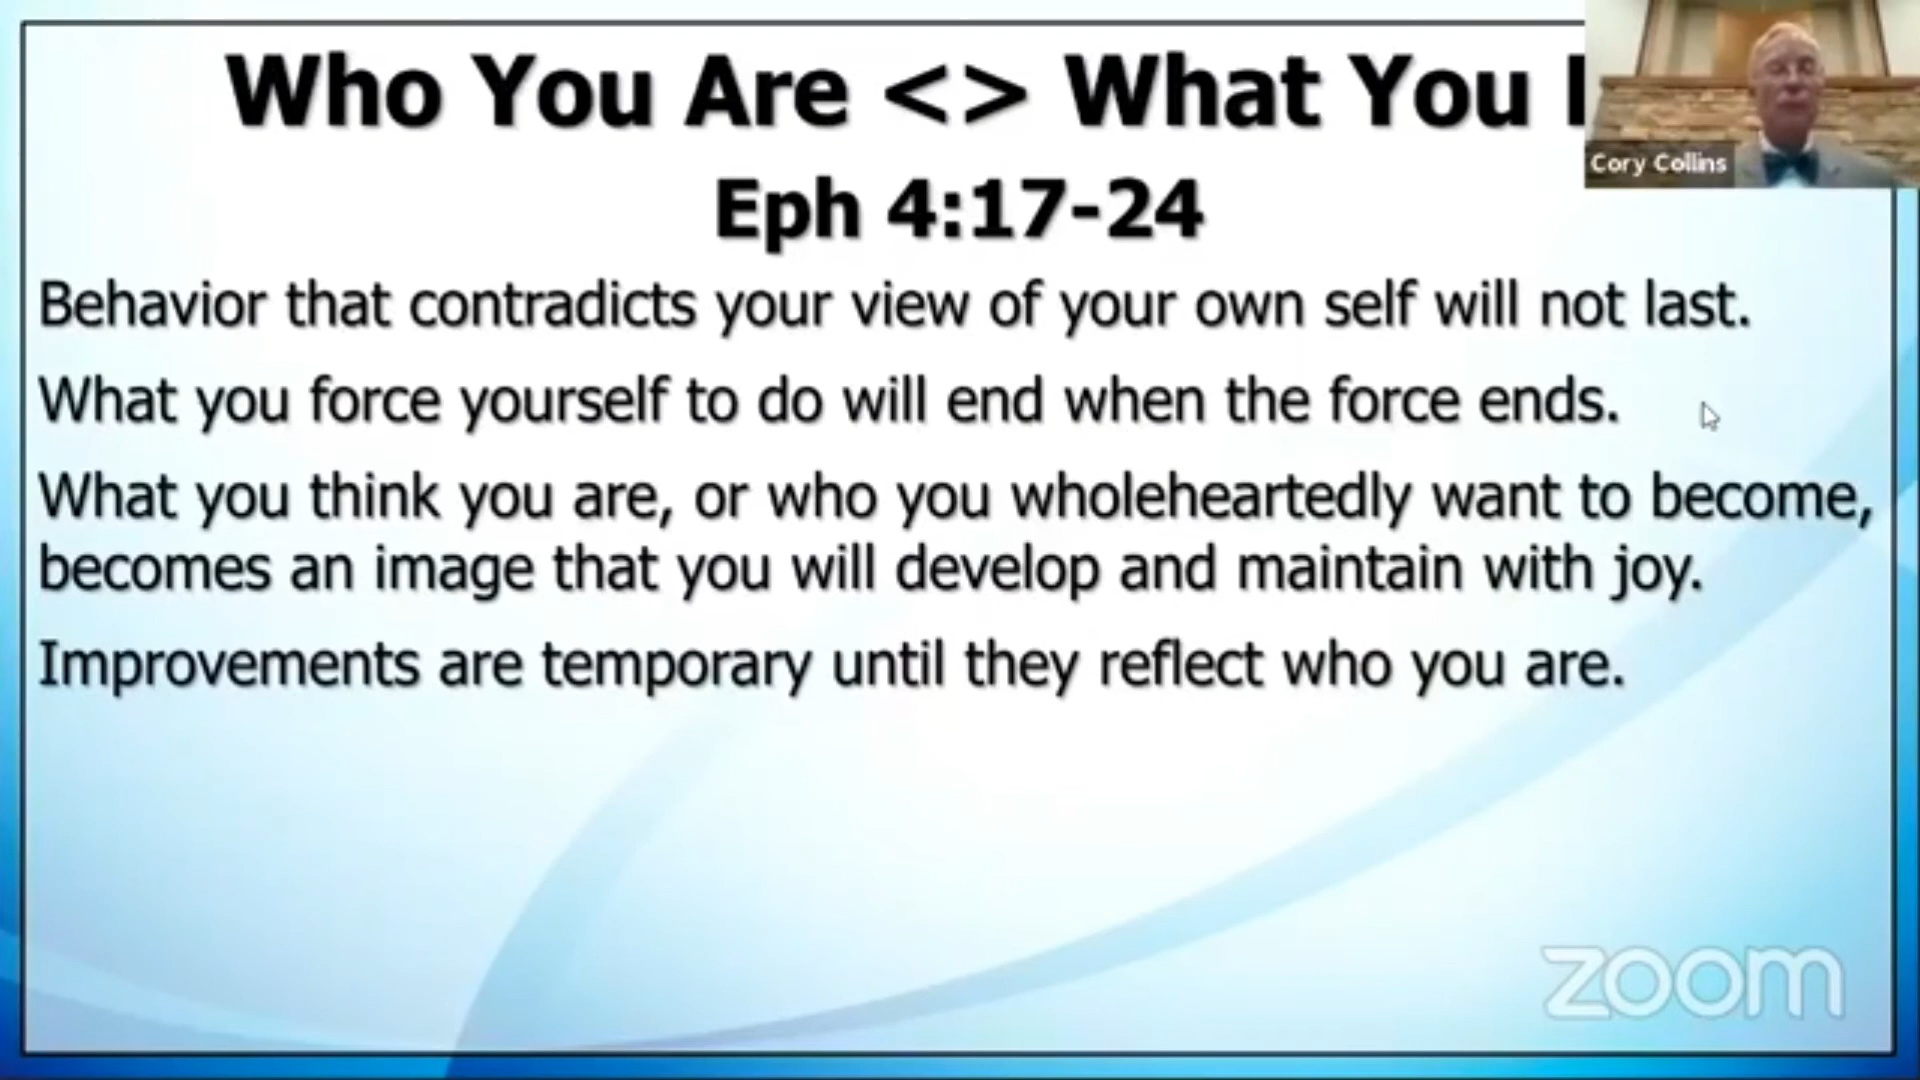 Who You Are <> What You
Cory Collins
Eph 4:17-24
Behavior that contradicts your view of your own self will not last.
What you force yourself to do will end when the force ends.
What you think you are, or who you wholeheartedly want to become,
becomes an image that you will develop and maintain with joy.
Improvements are temporary until they reflect who you are.
zoom